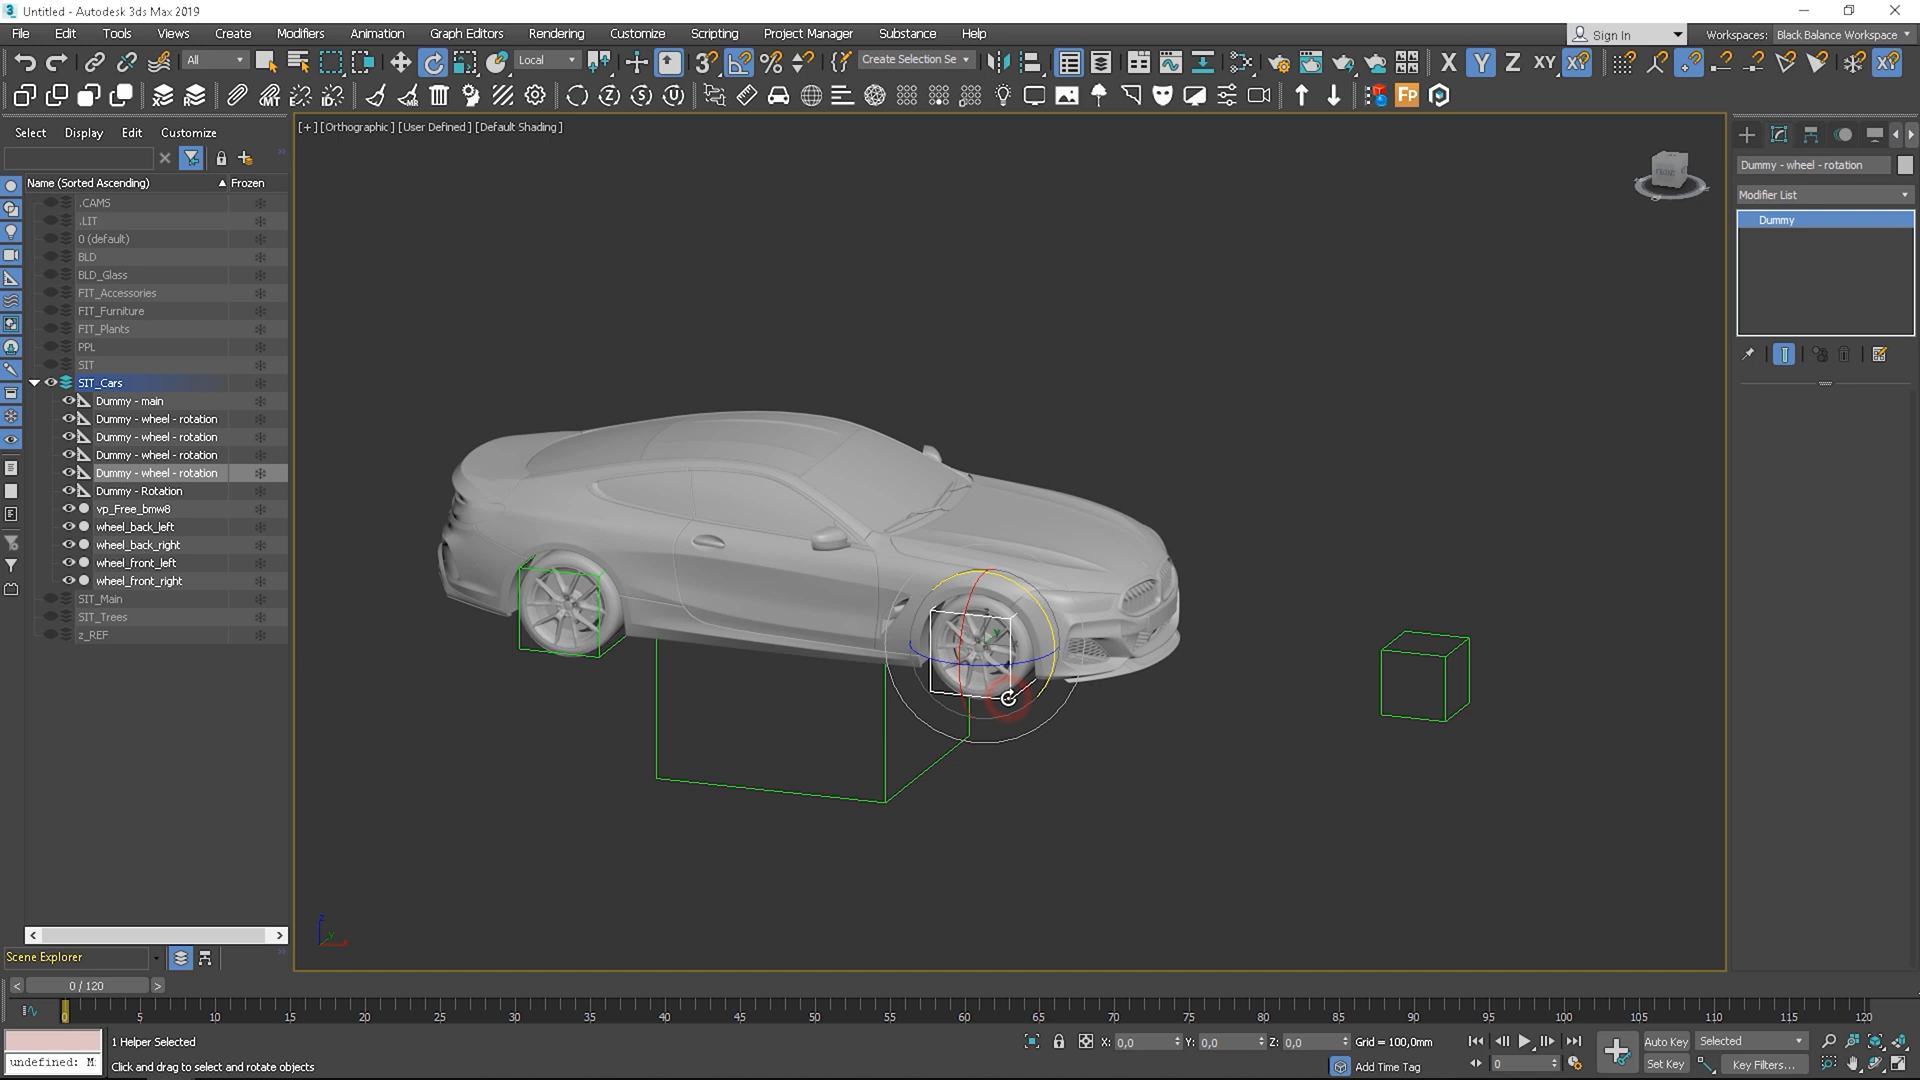 Untitled - Autodesk 3ds Max 2019
File Edit Tools Views Create Modifiers Animation Graph Editors Rendering Customize Scripting Project Manager Substance Help
Sign In Workspaces: Black Balance Workspace
All Local Create Selection Se X Y Z XY XY
FP
Select Display Edit Customize
[+] [Orthographic] [User Defined] [Default Shading]
Name (Sorted Ascending) Frozen
.CAMS
.LIT
0 (default)
BLD
BLD_Glass
FIT_Accessories
FIT_Furniture
FIT_Plants
PPL
SIT
SIT_Cars
Dummy - main
Dummy - wheel - rotation
Dummy - wheel - rotation
Dummy - wheel - rotation
Dummy - wheel - rotation
Dummy - Rotation
vp_Free_bmw8
wheel_back_left
wheel_back_right
wheel_front_left
wheel_front_right
SIT_Main
SIT_Trees
z_REF
FRONT
Dummy - wheel - rotation
Modifier List
Dummy
Scene Explorer
0 / 120
0 5 10 15 20 25 30 35 40 45 50 55 60 65 70 75 80 85 90 95 100 105 110 115 120
undefined: M
1 Helper Selected
Click and drag to select and rotate objects
X: 0,0 Y: 0,0 Z: 0,0 Grid = 100,0mm
Add Time Tag
0
Auto Key Selected
Set Key Key Filters...